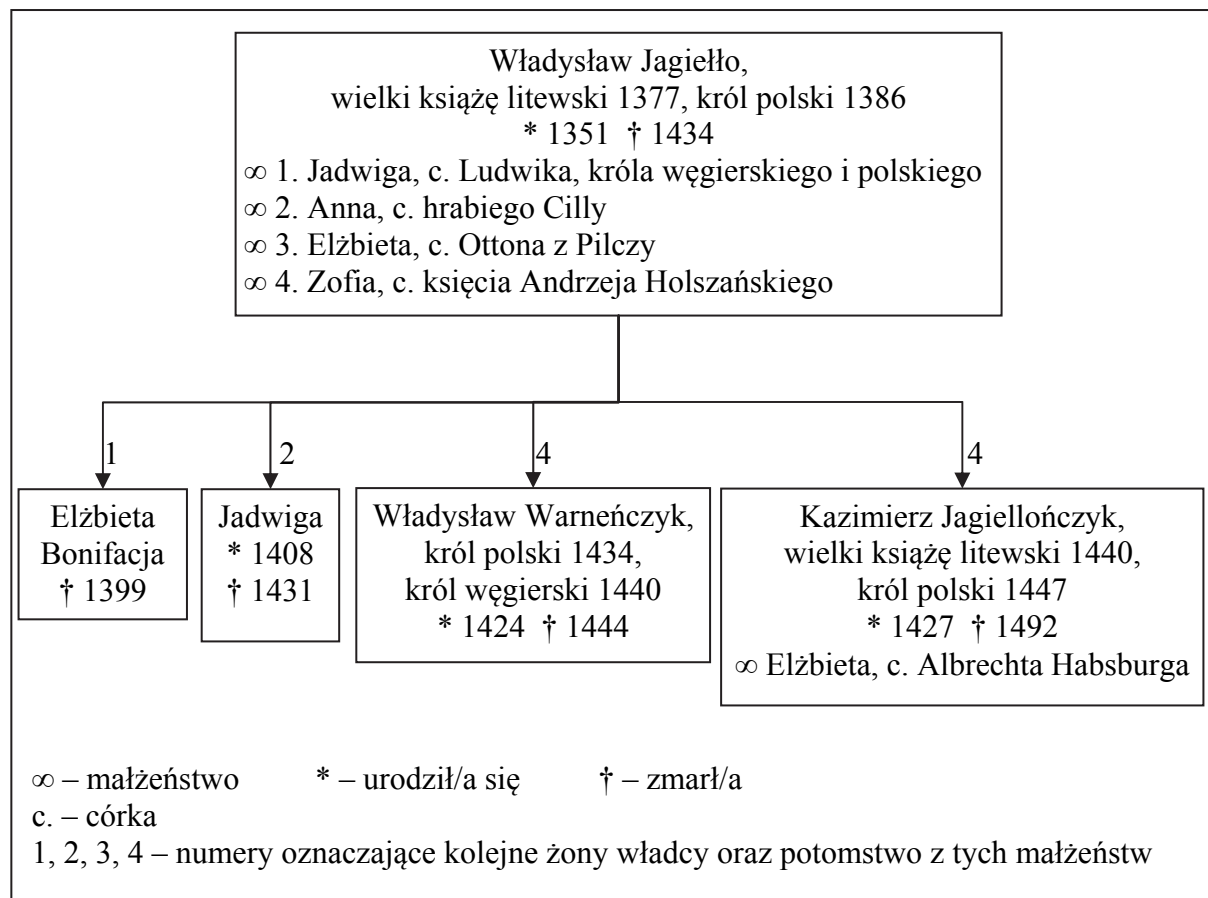 Władysław Jagiełło,
wielki książę litewski 1377, król polski 1386
* 1351 † 1434
∞ 1. Jadwiga, c. Ludwika, króla węgierskiego i polskiego
∞ 2. Anna, c. hrabiego Cilly
∞ 3. Elżbieta, c. Ottona z Pilczy
∞ 4. Zofia, c. księcia Andrzeja Holszańskiego
1
2
4
4
Elżbieta
Bonifacja
† 1399
Jadwiga
* 1408
† 1431
Władysław Warneńczyk,
król polski 1434,
król węgierski 1440
* 1424 † 1444
Kazimierz Jagiellończyk,
wielki książę litewski 1440,
król polski 1447
* 1427 † 1492
∞ Elżbieta, c. Albrechta Habsburga
∞ – małżeństwo * – urodził/a się † – zmarł/a
c. – córka
1, 2, 3, 4 – numery oznaczające kolejne żony władcy oraz potomstwo z tych małżeństw